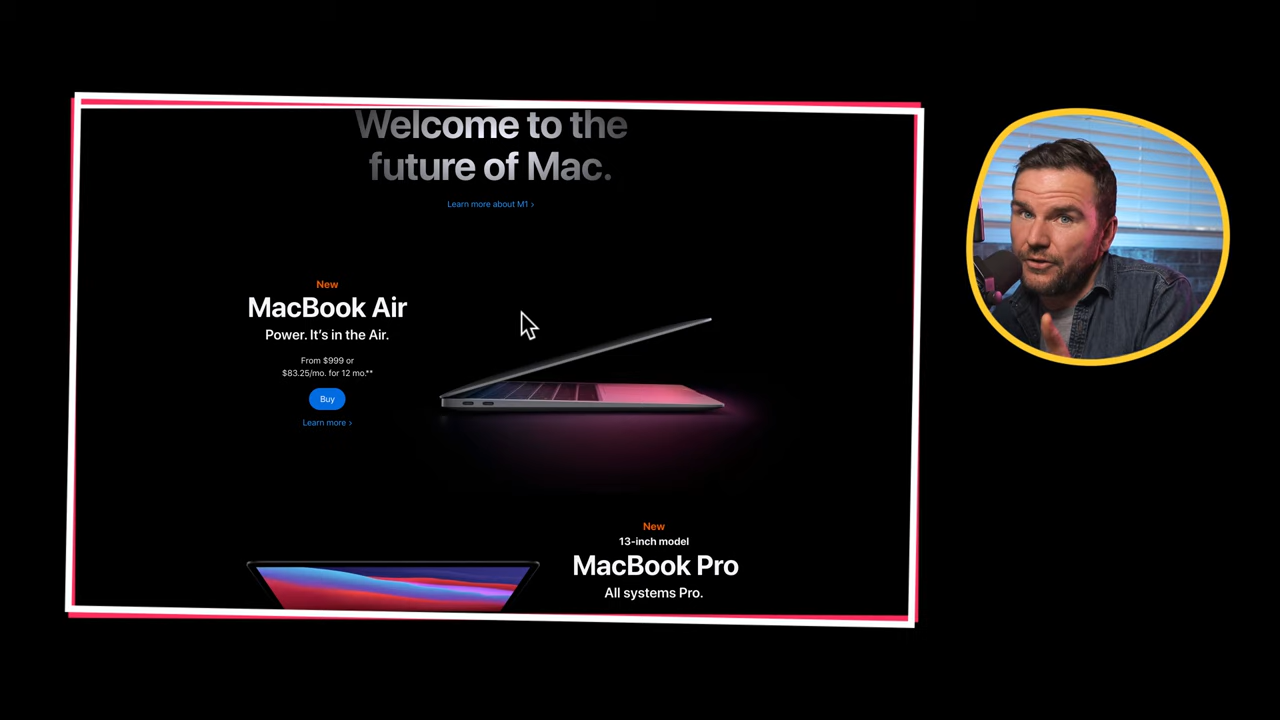 Welcome to the
future of Mac.
Learn more about M1 >
New
MacBook Air
Power. It’s in the Air.
From $999 or
$83.25/mo. for 12 mo.**
Buy
Learn more >
New
13-inch model
MacBook Pro
All systems Pro.